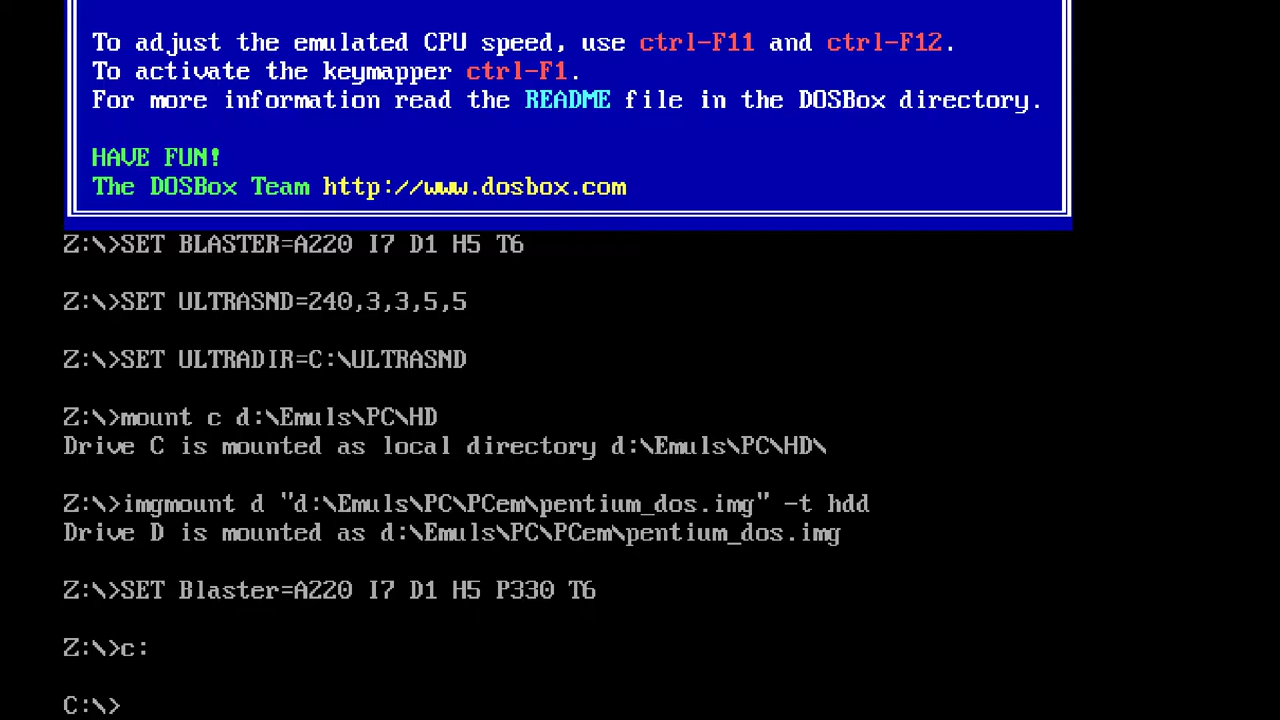 To adjust the emulated CPU speed, use ctrl-F11 and ctrl-F12.
To activate the keymapper ctrl-F1.
For more information read the README file in the DOSBox directory.
HAVE FUN!
The DOSBox Team http://www.dosbox.com
Z:\>SET BLASTER=A220 I7 D1 H5 T6
Z:\>SET ULTRASND=240,3,3,5,5
Z:\>SET ULTRADIR=C:\ULTRASND
Z:\>mount c d:\Emuls\PC\HD
Drive C is mounted as local directory d:\Emuls\PC\HD\
Z:\>imgmount d "d:\Emuls\PC\PCem\pentium_dos.img" -t hdd
Drive D is mounted as d:\Emuls\PC\PCem\pentium_dos.img
Z:\>SET Blaster=A220 I7 D1 H5 P330 T6
Z:\>c:
C:\>